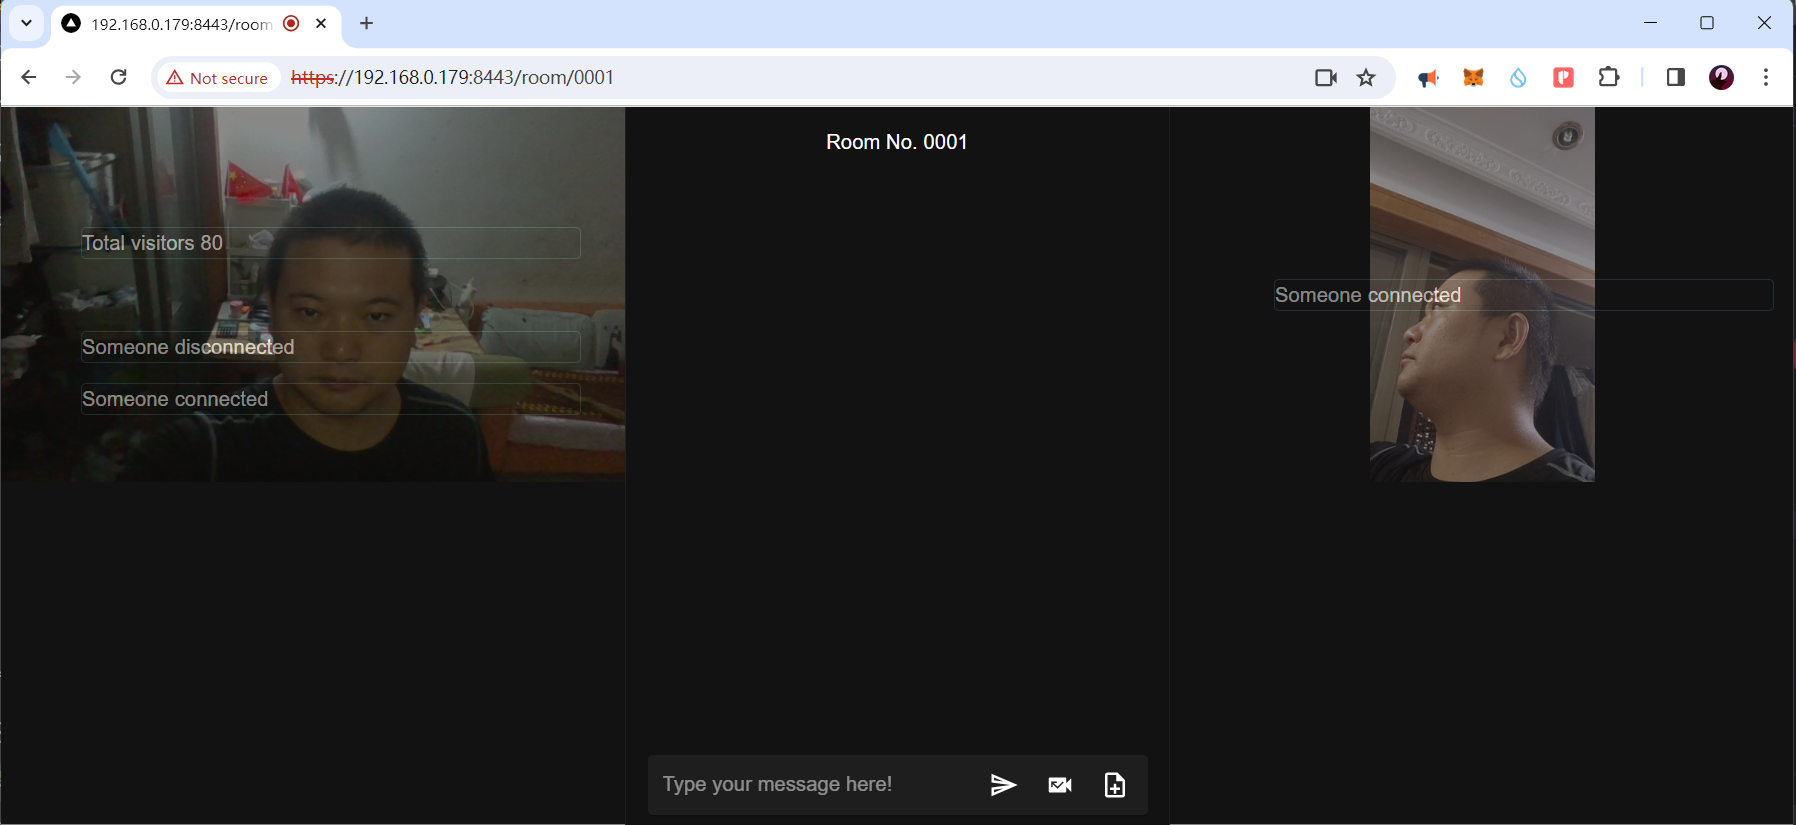 192.168.0.179:8443/room
Not secure
https://192.168.0.179:8443/room/0001
Room No. 0001
Total visitors 80
Someone disconnected
Someone connected
Someone connected
Type your message here!